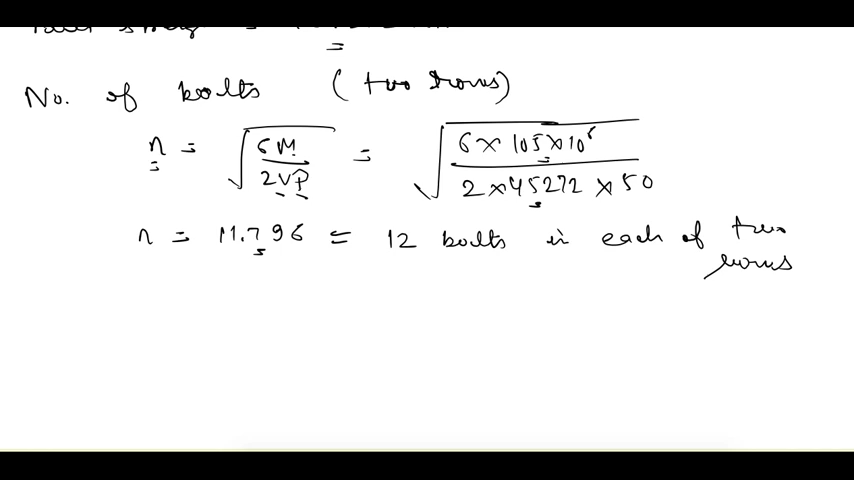 No. of bolts (two rows)
n = √(6M / 2VP) = √(6 × 105 × 10⁶ / 2 × 45272 × 50)
n = 11.796 = 12 bolts in each of two
rows